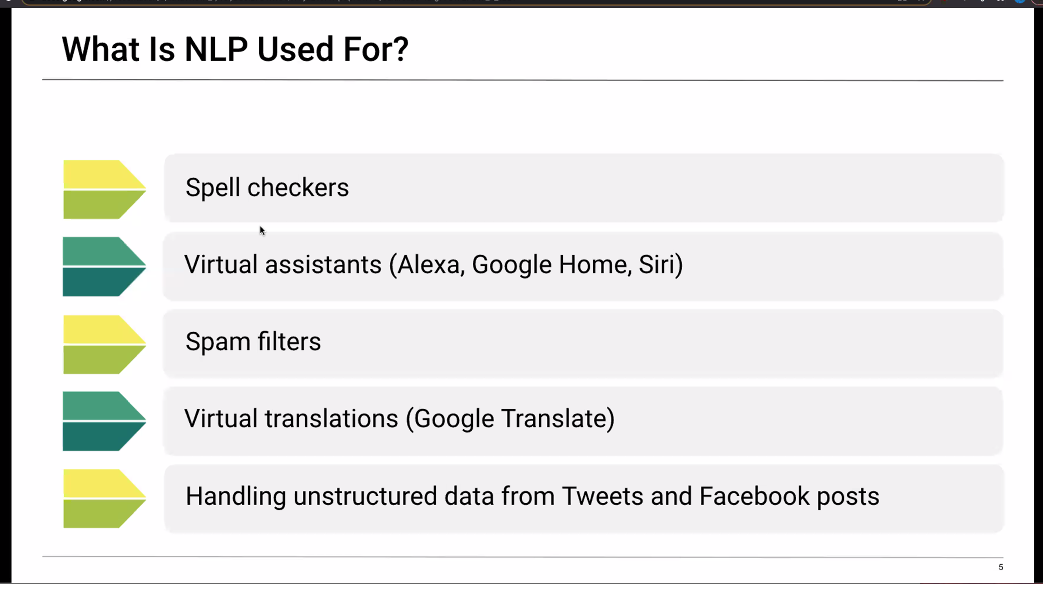 What Is NLP Used For?
Spell checkers
Virtual assistants (Alexa, Google Home, Siri)
Spam filters
Virtual translations (Google Translate)
Handling unstructured data from Tweets and Facebook posts
5